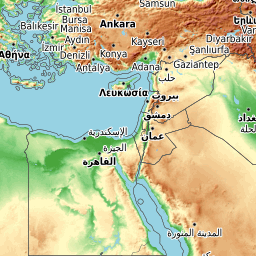 İstanbul
Samsun
Bursa
Ankara
Balıkesir
Manisa
İzmir
Aydın
Kayseri
Αθήνα
Denizli
Konya
Diyarbakır
Şanlıurfa
Antalya
Adana
Gaziantep
حلب
Λευκωσία
بيروت
دمشق
بغداد
الإسكندرية
عمان
الجيزة
القاهرة
المدينة المنورة